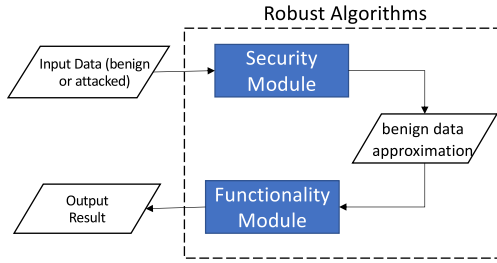 Robust Algorithms
Input Data (benign
or attacked)
Security
Module
benign data
approximation
Functionality
Module
Output
Result